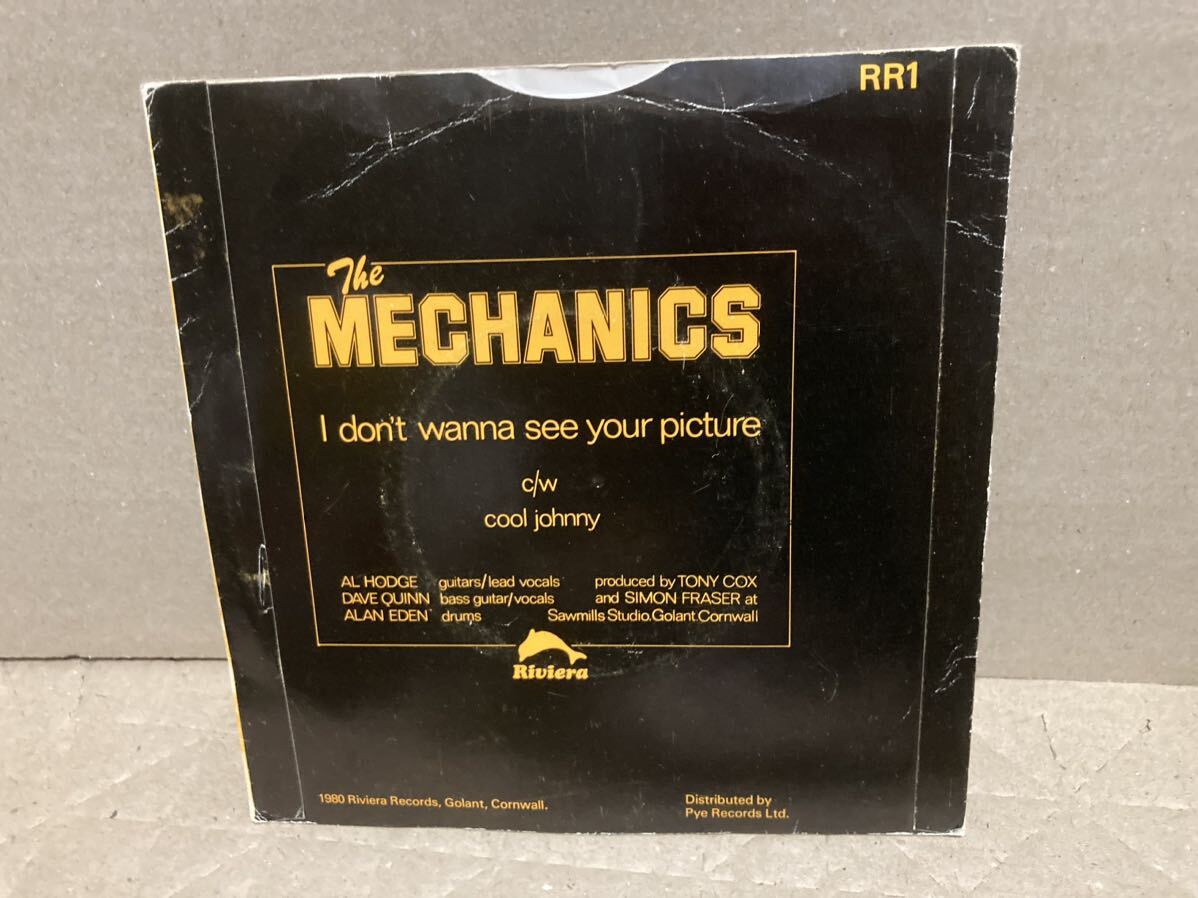 RR1
The
MECHANICS
I don't wanna see your picture
c/w
cool johnny
AL HODGE guitars/lead vocals produced by TONY COX
DAVE QUINN bass guitar/vocals and SIMON FRASER at
ALAN EDEN drums Sawmills Studio.Golant.Cornwall
Riviera
1980 Riviera Records, Golant, Cornwall.
Distributed by
Pye Records Ltd.